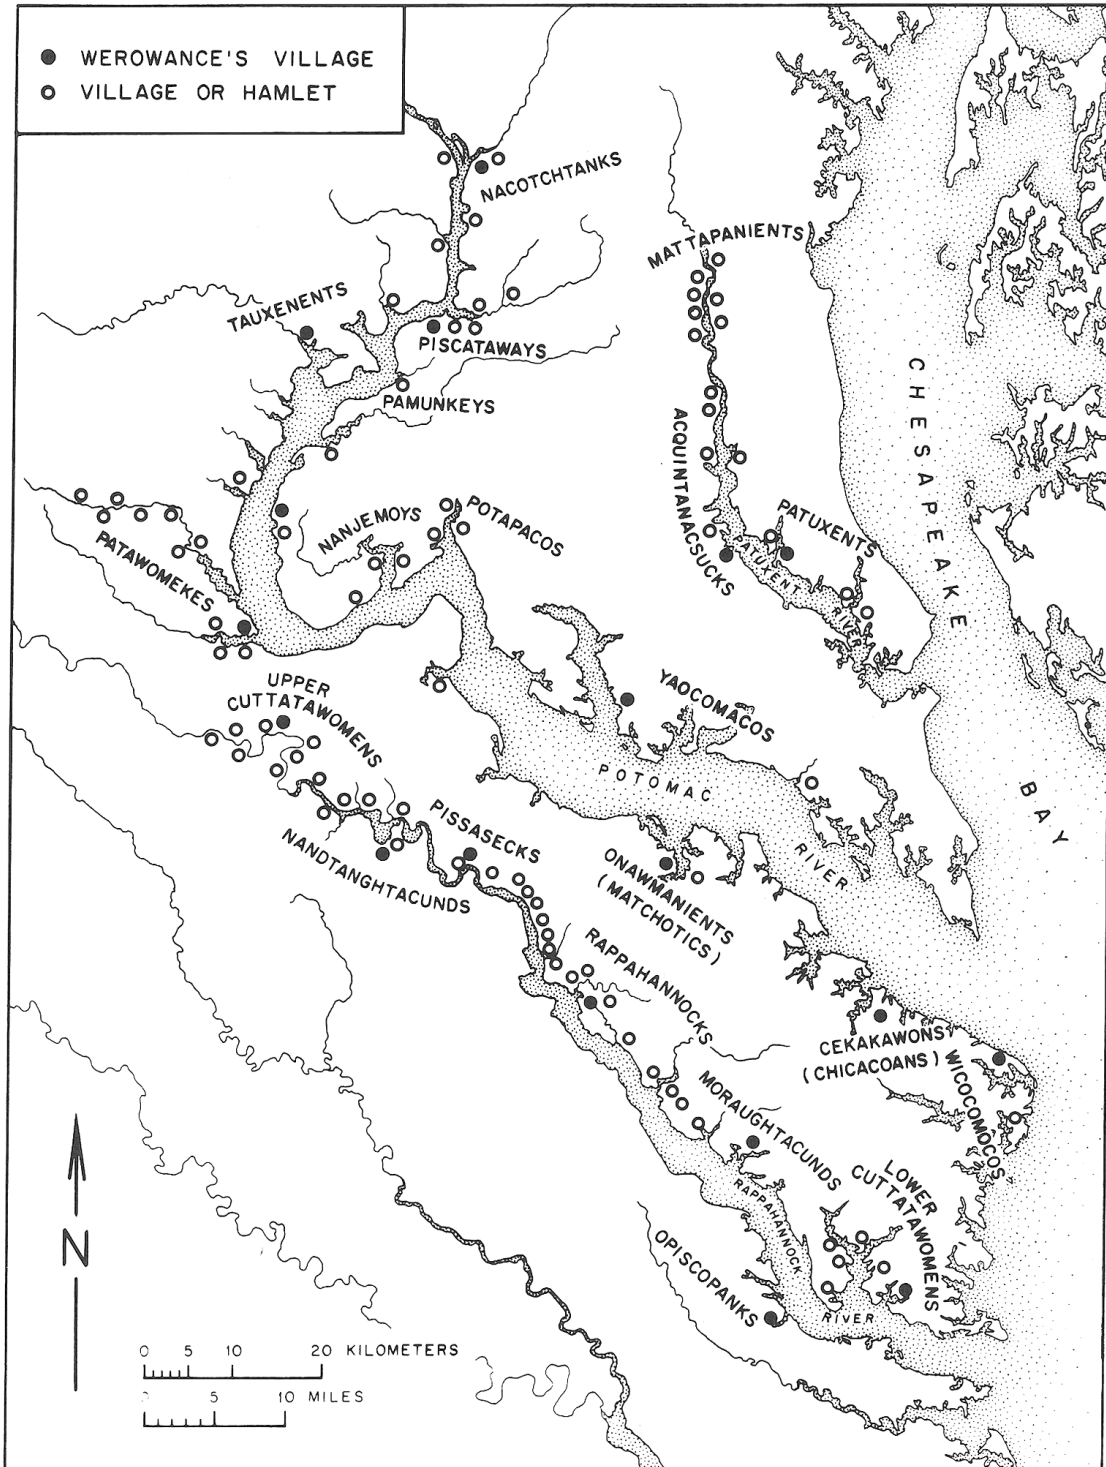 WEROWANCE'S VILLAGE
VILLAGE OR HAMLET
NACOTCHTANKS
MATTAPANIENTS
TAUXENENTS
PISCATAWAYS
PAMUNKEYS
CHESAPEAKE
BAY
ACQUINTANACSUCKS
PATUXENTS
PATUXENT
RIVER
NANJEMOYS
POTAPACOS
PATAWOMEKES
UPPER
CUTTATAWOMENS
YAOCOMACOS
POTOMAC
RIVER
PISSASECKS
NANDTANGHTACUNDS
ONAWMANIENTS
(MATCHOTICS)
RAPPAHANNOCKS
CEKAKAWONS
(CHICACOANS)
WICOCOMOCOS
MORAUGHTACUNDS
LOWER
CUTTATAWOMENS
RAPPAHANNOCK
RIVER
OPISCOPANKS
N
0 5 10 20 KILOMETERS
5 10 MILES